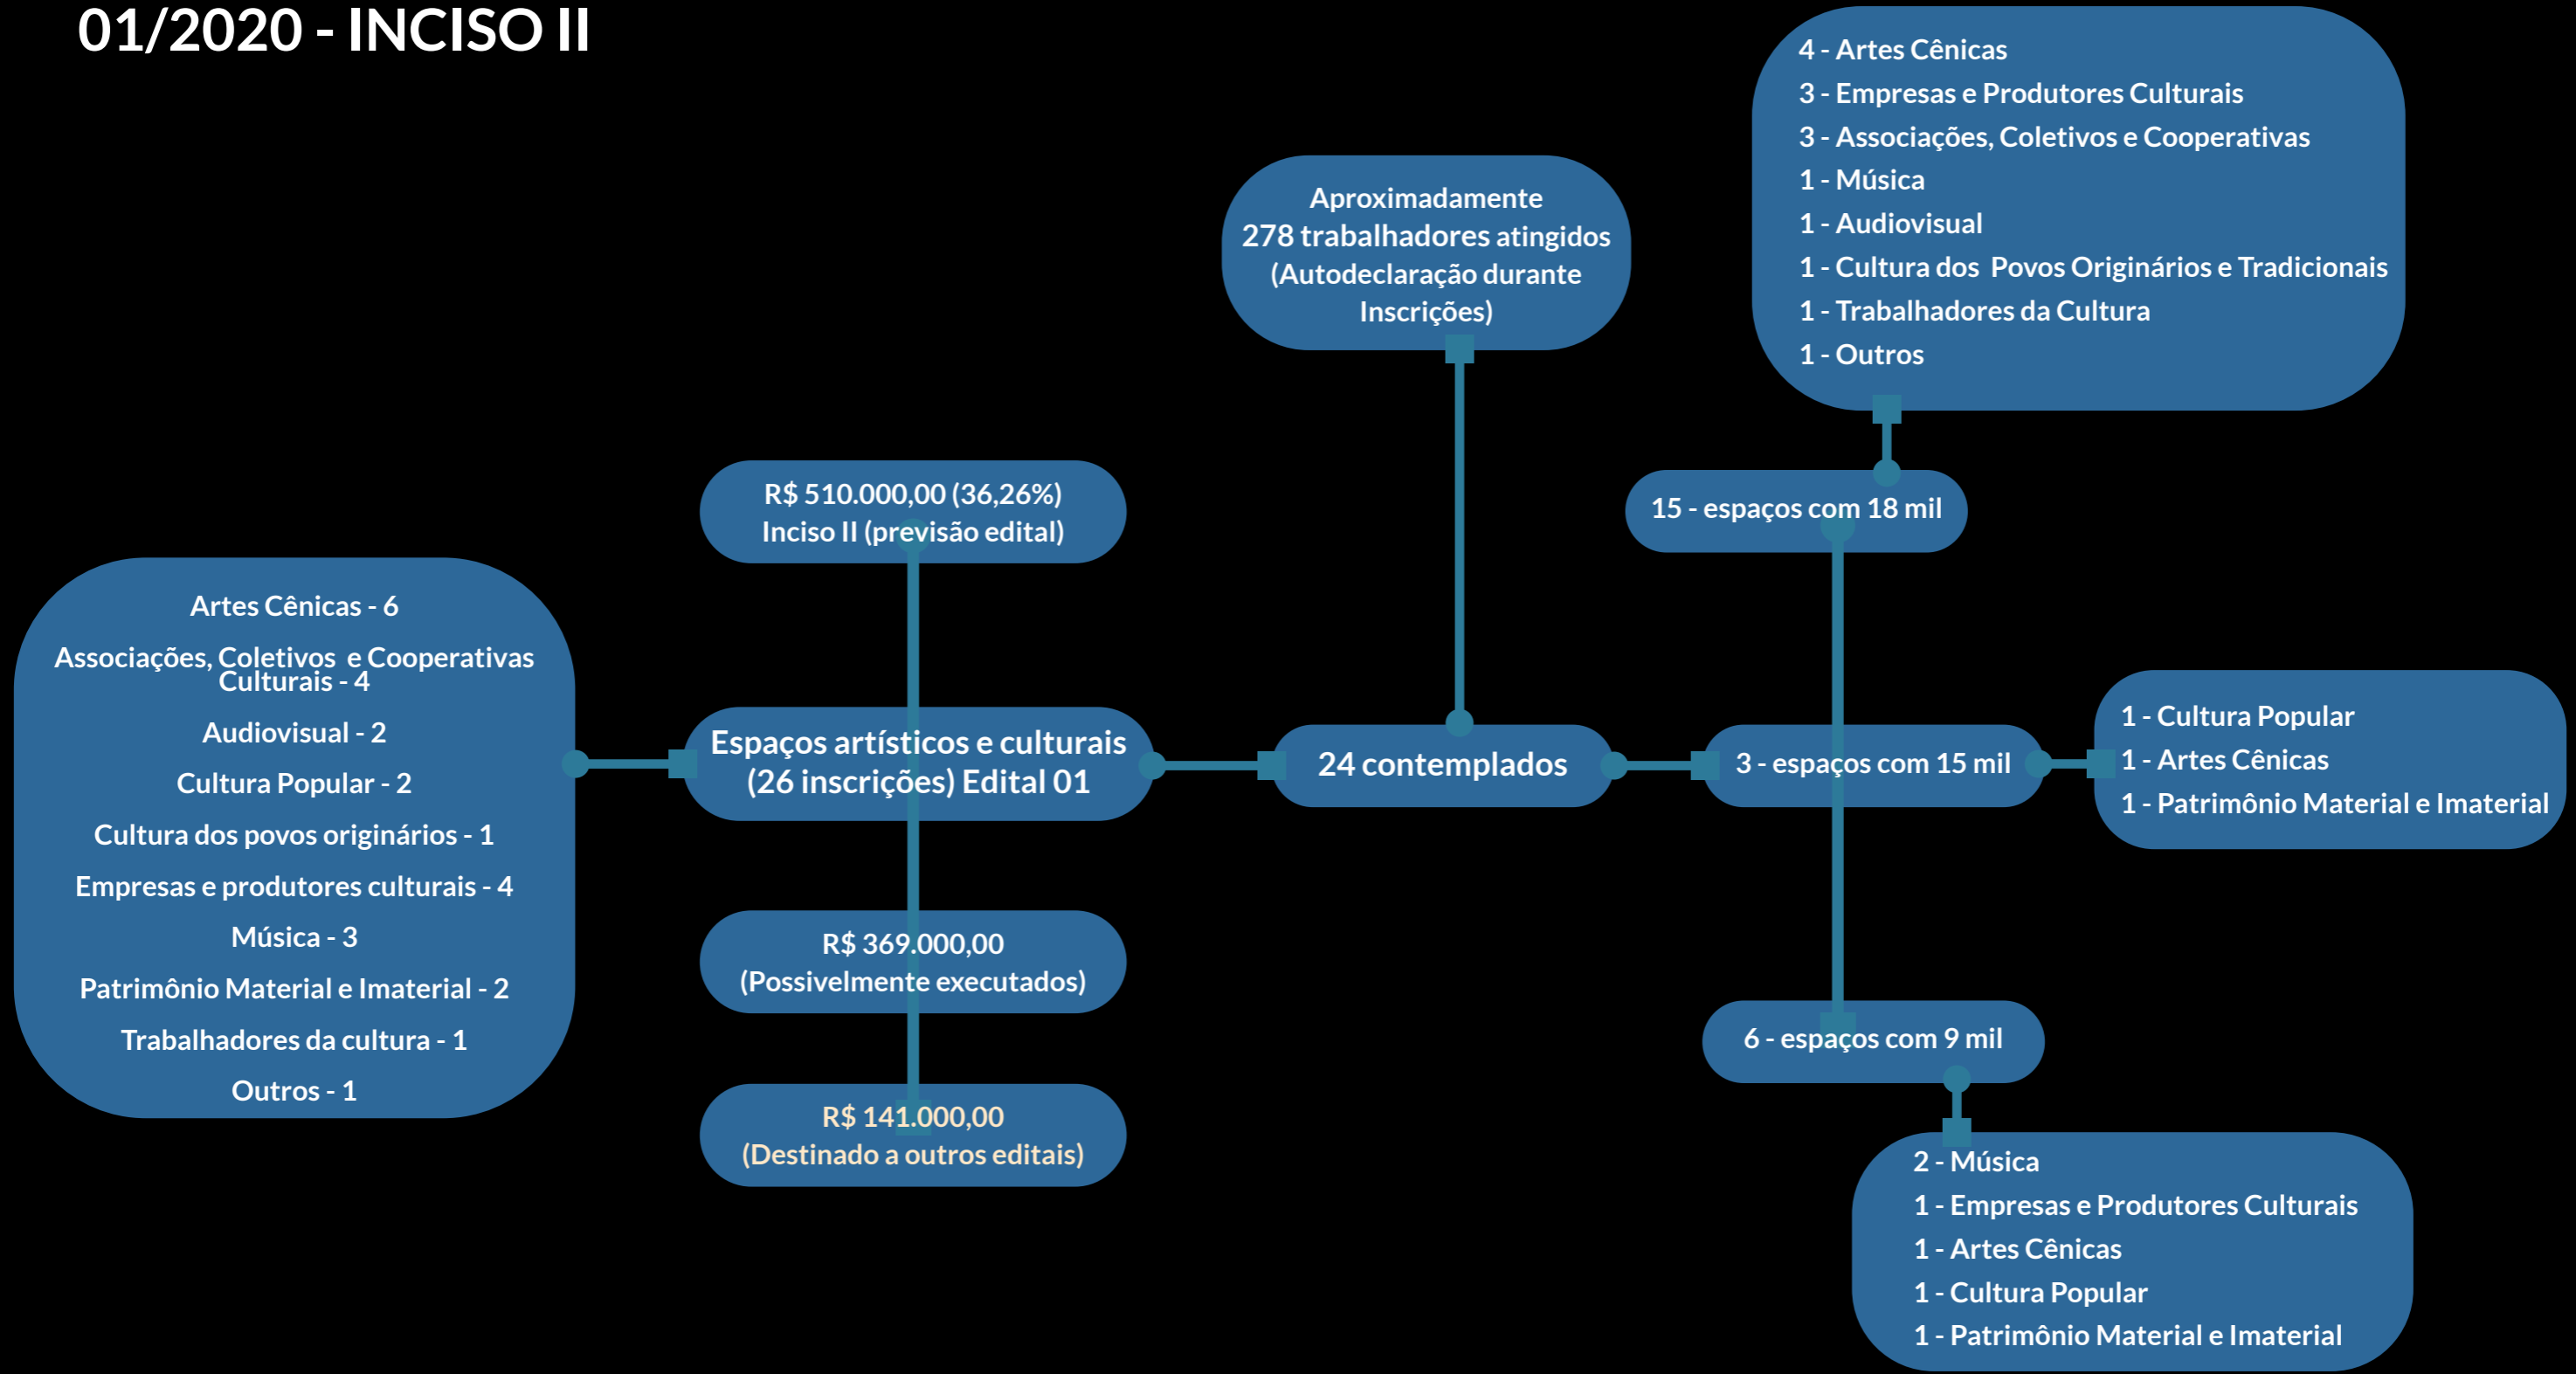 01/2020 - INCISO II
Artes Cênicas - 6
Associações, Coletivos e Cooperativas
Culturais - 4
Audiovisual - 2
Cultura Popular - 2
Cultura dos povos originários - 1
Empresas e produtores culturais - 4
Música - 3
Patrimônio Material e Imaterial - 2
Trabalhadores da cultura - 1
Outros - 1
R$ 510.000,00 (36,26%)
Inciso II (previsão edital)
Espaços artísticos e culturais
(26 inscrições) Edital 01
R$ 369.000,00
(Possivelmente executados)
R$ 141.000,00
(Destinado a outros editais)
Aproximadamente
278 trabalhadores atingidos
(Autodeclaração durante
Inscrições)
24 contemplados
4 - Artes Cênicas
3 - Empresas e Produtores Culturais
3 - Associações, Coletivos e Cooperativas
1 - Música
1 - Audiovisual
1 - Cultura dos Povos Originários e Tradicionais
1 - Trabalhadores da Cultura
1 - Outros
15 - espaços com 18 mil
3 - espaços com 15 mil
1 - Cultura Popular
1 - Artes Cênicas
1 - Patrimônio Material e Imaterial
6 - espaços com 9 mil
2 - Música
1 - Empresas e Produtores Culturais
1 - Artes Cênicas
1 - Cultura Popular
1 - Patrimônio Material e Imaterial